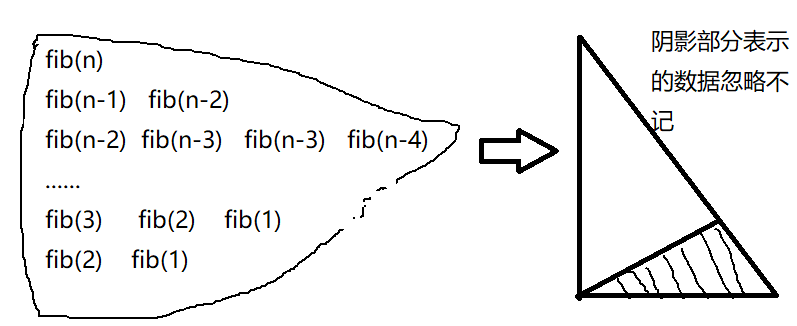 fib(n)
fib(n-1) fib(n-2)
fib(n-2) fib(n-3) fib(n-3) fib(n-4)
......
fib(3) fib(2) fib(1)
fib(2) fib(1)
阴影部分表示
的数据忽略不
记